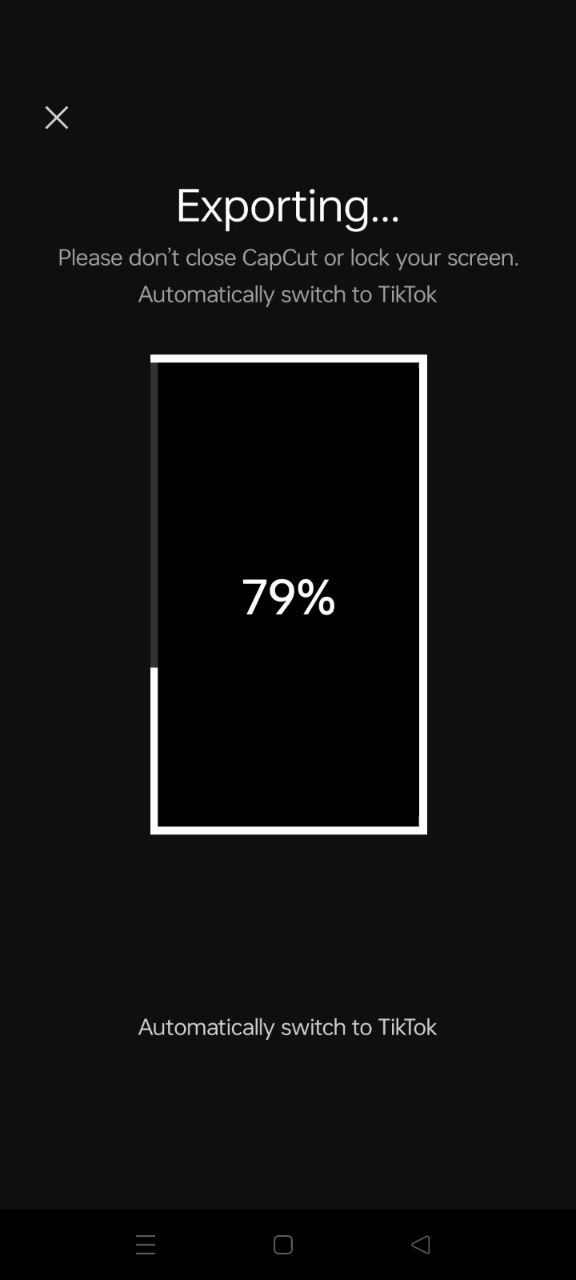 Exporting...
Please don't close CapCut or lock your screen.
Automatically switch to TikTok
79%
Automatically switch to TikTok